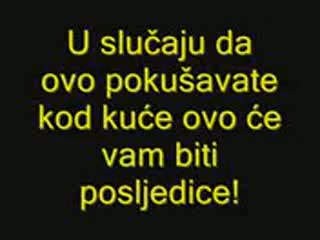 U slučaju da
ovo pokušavate
kod kuće ovo će
vam biti
posljedice!